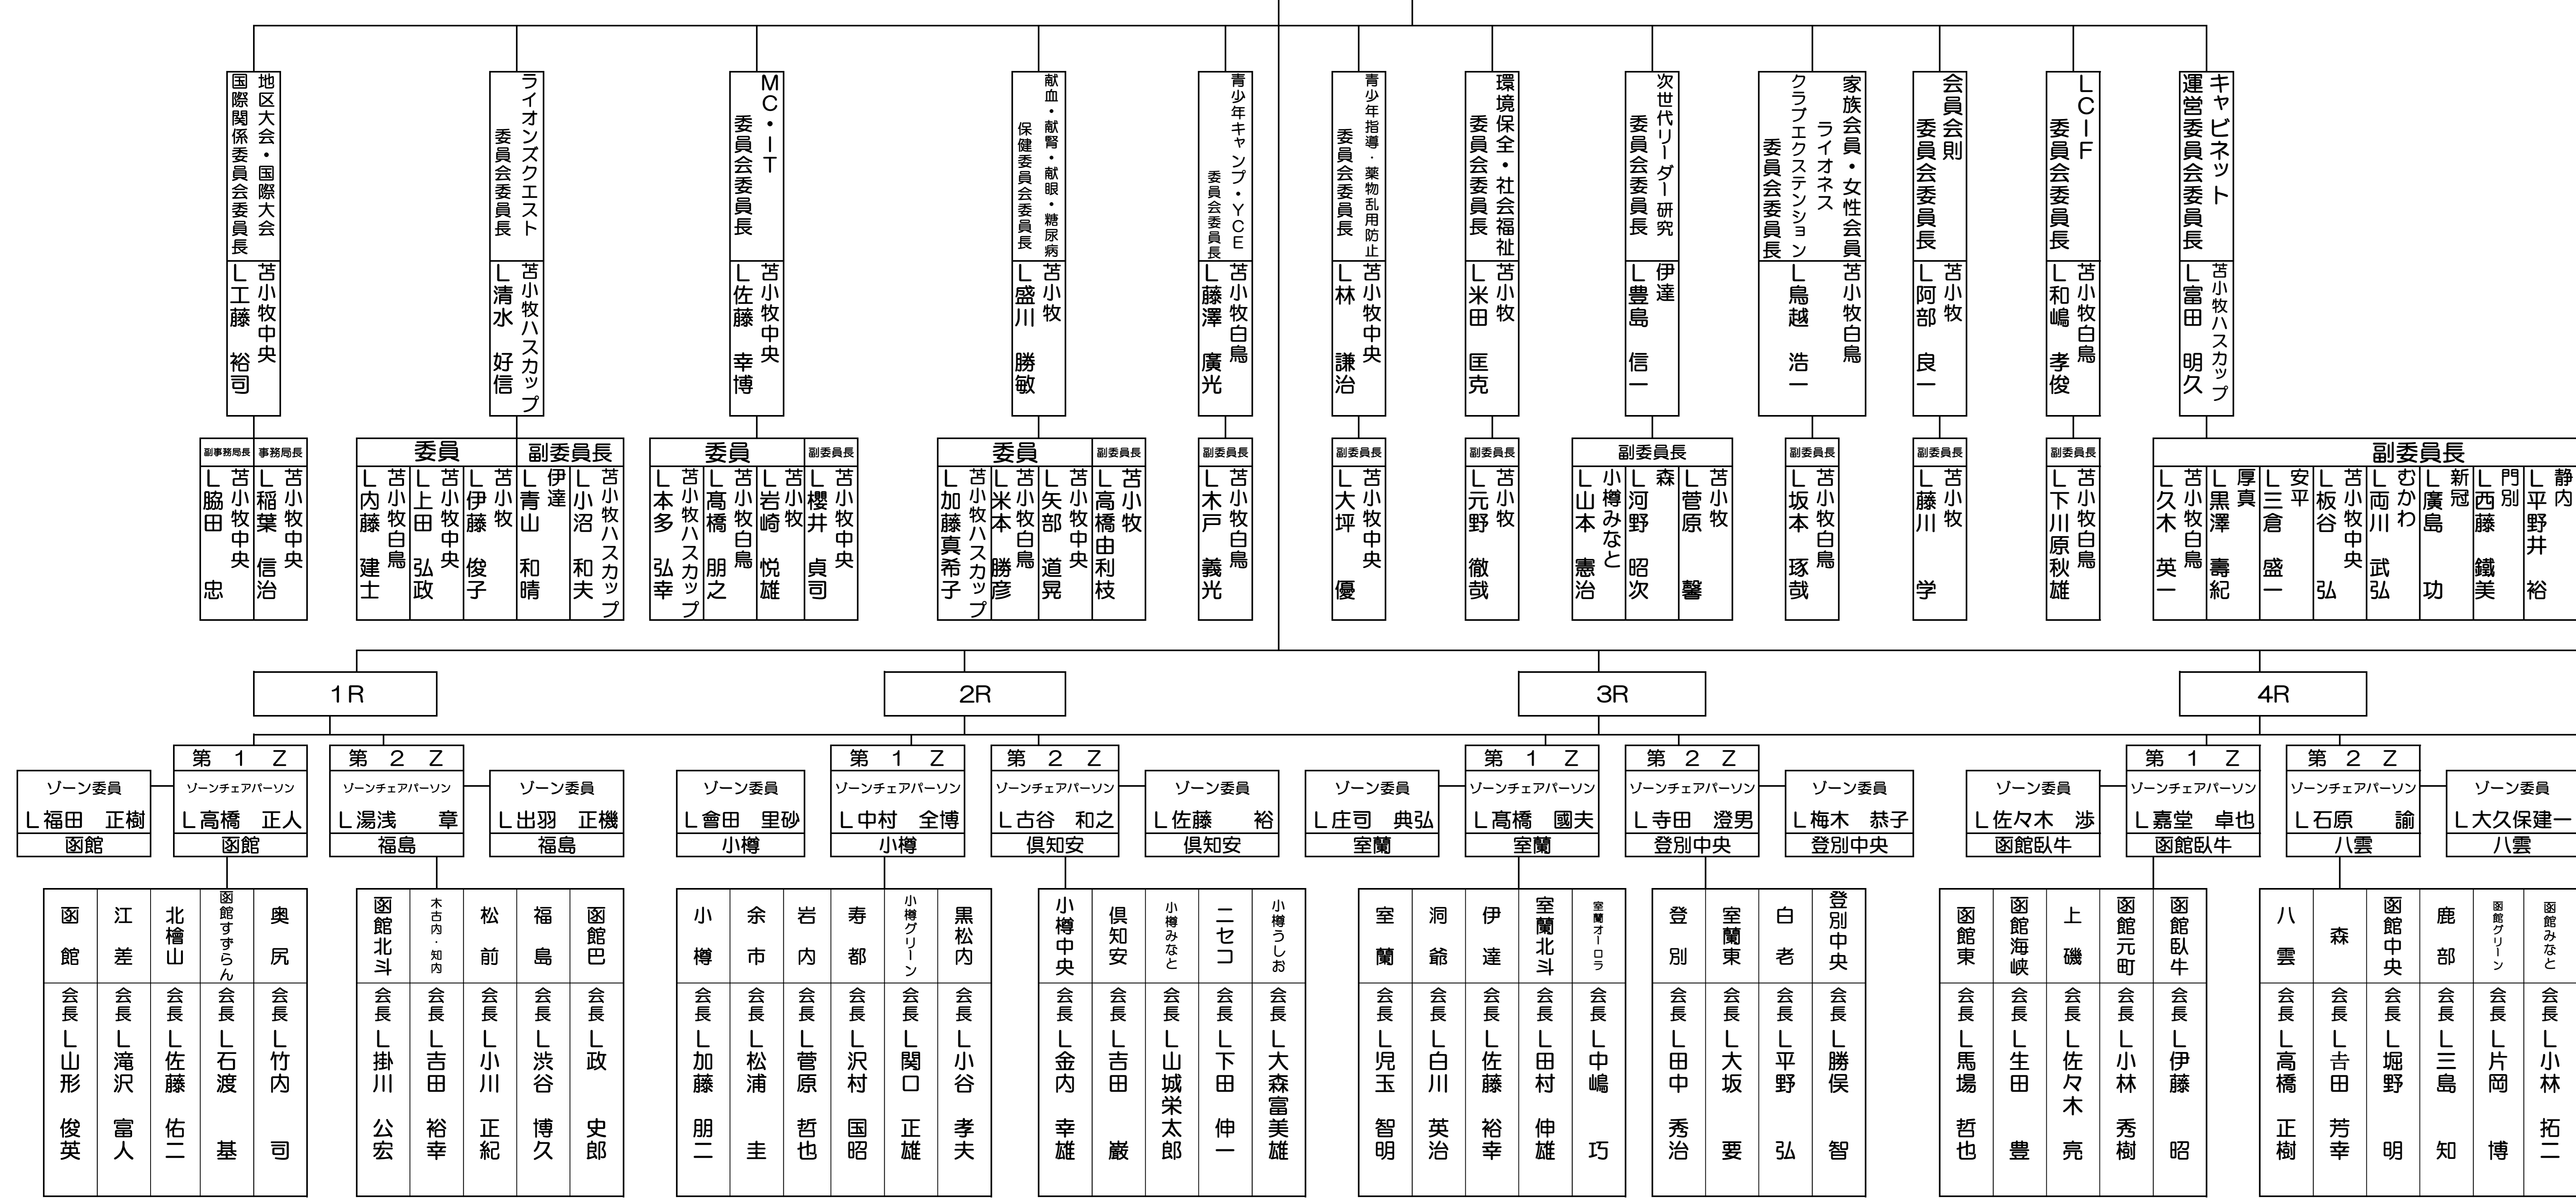 地区大会・国際大会
国際関係委員会委員長
苫小牧中央
L工藤　裕司
ライオンズクエスト
委員会委員長
苫小牧ハスカップ
L清水　好信
MC・IT
委員会委員長
苫小牧中央
L佐藤　幸博
献血・献腎・献眼・糖尿病
保健委員会委員長
苫小牧
L盛川　勝敏
青少年キャンプ・YCE
委員会委員長
苫小牧白鳥
L藤澤　廣光
青少年指導・薬物乱用防止
委員会委員長
苫小牧中央
L林　謙治
環境保全・社会福祉
委員会委員長
苫小牧
L米田　匡克
次世代リーダー研究
委員会委員長
伊達
L豊島　信一
家族会員・女性会員
ライオネス
クラブエクステンション
委員会委員長
苫小牧白鳥
L鳥越　浩一
会員会則
委員会委員長
苫小牧
L阿部　良一
LCIF
委員会委員長
苫小牧白鳥
L和嶋　孝俊
キャビネット
運営委員会委員長
苫小牧ハスカップ
L富田　明久
副事務局長
苫小牧中央
L脇田　忠
事務局長
苫小牧中央
L稲葉　信治
委員
苫小牧白鳥
L内藤　建士
苫小牧中央
L上田　弘政
苫小牧
L伊藤　俊子
副委員長
伊達
L青山　和晴
苫小牧ハスカップ
L小沼　和夫
委員
苫小牧ハスカップ
L本多　弘幸
苫小牧白鳥
L髙橋　朋之
苫小牧
L岩崎　悦雄
副委員長
苫小牧中央
L櫻井　貞司
委員
苫小牧ハスカップ
L加藤真希子
苫小牧白鳥
L米本　勝彦
苫小牧中央
L矢部　道晃
副委員長
苫小牧
L高橋由利枝
副委員長
苫小牧白鳥
L木戸　義光
副委員長
苫小牧中央
L大坪　優
副委員長
苫小牧
L元野　徹哉
副委員長
小樽みなと
L山本　憲治
森
L河野　昭次
苫小牧
L菅原　馨
副委員長
苫小牧白鳥
L坂本　琢哉
副委員長
苫小牧
L藤川　学
副委員長
苫小牧白鳥
L下川原秋雄
副委員長
苫小牧白鳥
L久木　英一
厚真
L黒澤　壽紀
安平
L三倉　盛一
苫小牧中央
L板谷　弘
むかわ
L両川　武弘
新冠
L廣島　功
門別
L西藤　鐵美
静内
L平野井　裕
1R
2R
3R
4R
第　1　Z
第　2　Z
第　1　Z
第　2　Z
第　1　Z
第　2　Z
第　1　Z
第　2　Z
ゾーン委員
L福田　正樹
函館
ゾーンチェアパーソン
L高橋　正人
函館
ゾーンチェアパーソン
L湯浅　章
福島
ゾーン委員
L出羽　正機
福島
ゾーン委員
L會田　里砂
小樽
ゾーンチェアパーソン
L中村　全博
小樽
ゾーンチェアパーソン
L古谷　和之
倶知安
ゾーン委員
L佐藤　裕
倶知安
ゾーン委員
L庄司　典弘
室蘭
ゾーンチェアパーソン
L髙橋　國夫
室蘭
ゾーンチェアパーソン
L寺田　澄男
登別中央
ゾーン委員
L梅木　恭子
登別中央
ゾーン委員
L佐々木　渉
函館臥牛
ゾーンチェアパーソン
L嘉堂　卓也
函館臥牛
ゾーンチェアパーソン
L石原　諭
八雲
ゾーン委員
L大久保建一
八雲
函館
会長　L山形　俊英
江差
会長　L滝沢　富人
北檜山
会長　L佐藤　佑二
函館すずらん
会長　L石渡　基
奥尻
会長　L竹内　司
函館北斗
会長　L掛川　公宏
木古内・知内
会長　L吉田　裕幸
松前
会長　L小川　正紀
福島
会長　L渋谷　博久
函館巴
会長　L政　史郎
小樽
会長　L加藤　朋二
余市
会長　L松浦　圭
岩内
会長　L菅原　哲也
寿都
会長　L沢村　国昭
小樽グリーン
会長　L関口　正雄
黒松内
会長　L小谷　孝夫
小樽中央
会長　L金内　幸雄
倶知安
会長　L吉田　巌
小樽みなと
会長　L山城栄太郎
ニセコ
会長　L下田　伸一
小樽うしお
会長　L大森富美雄
室蘭
会長　L児玉　智明
洞爺
会長　L白川　英治
伊達
会長　L佐藤　裕幸
室蘭北斗
会長　L田村　伸雄
室蘭オーロラ
会長　L中嶋　巧
登別
会長　L田中　秀治
室蘭東
会長　L大坂　要
白老
会長　L平野　弘
登別中央
会長　L勝俣　智
函館東
会長　L馬場　哲也
函館海峡
会長　L生田　豊
上磯
会長　L佐々木　亮
函館元町
会長　L小林　秀樹
函館臥牛
会長　L伊藤　昭
八雲
会長　L高橋　正樹
森
会長　L𠮷田　芳幸
函館中央
会長　L堀野　明
鹿部
会長　L三島　知
函館グリーン
会長　L片岡　博
函館みなと
会長　L小林　拓二